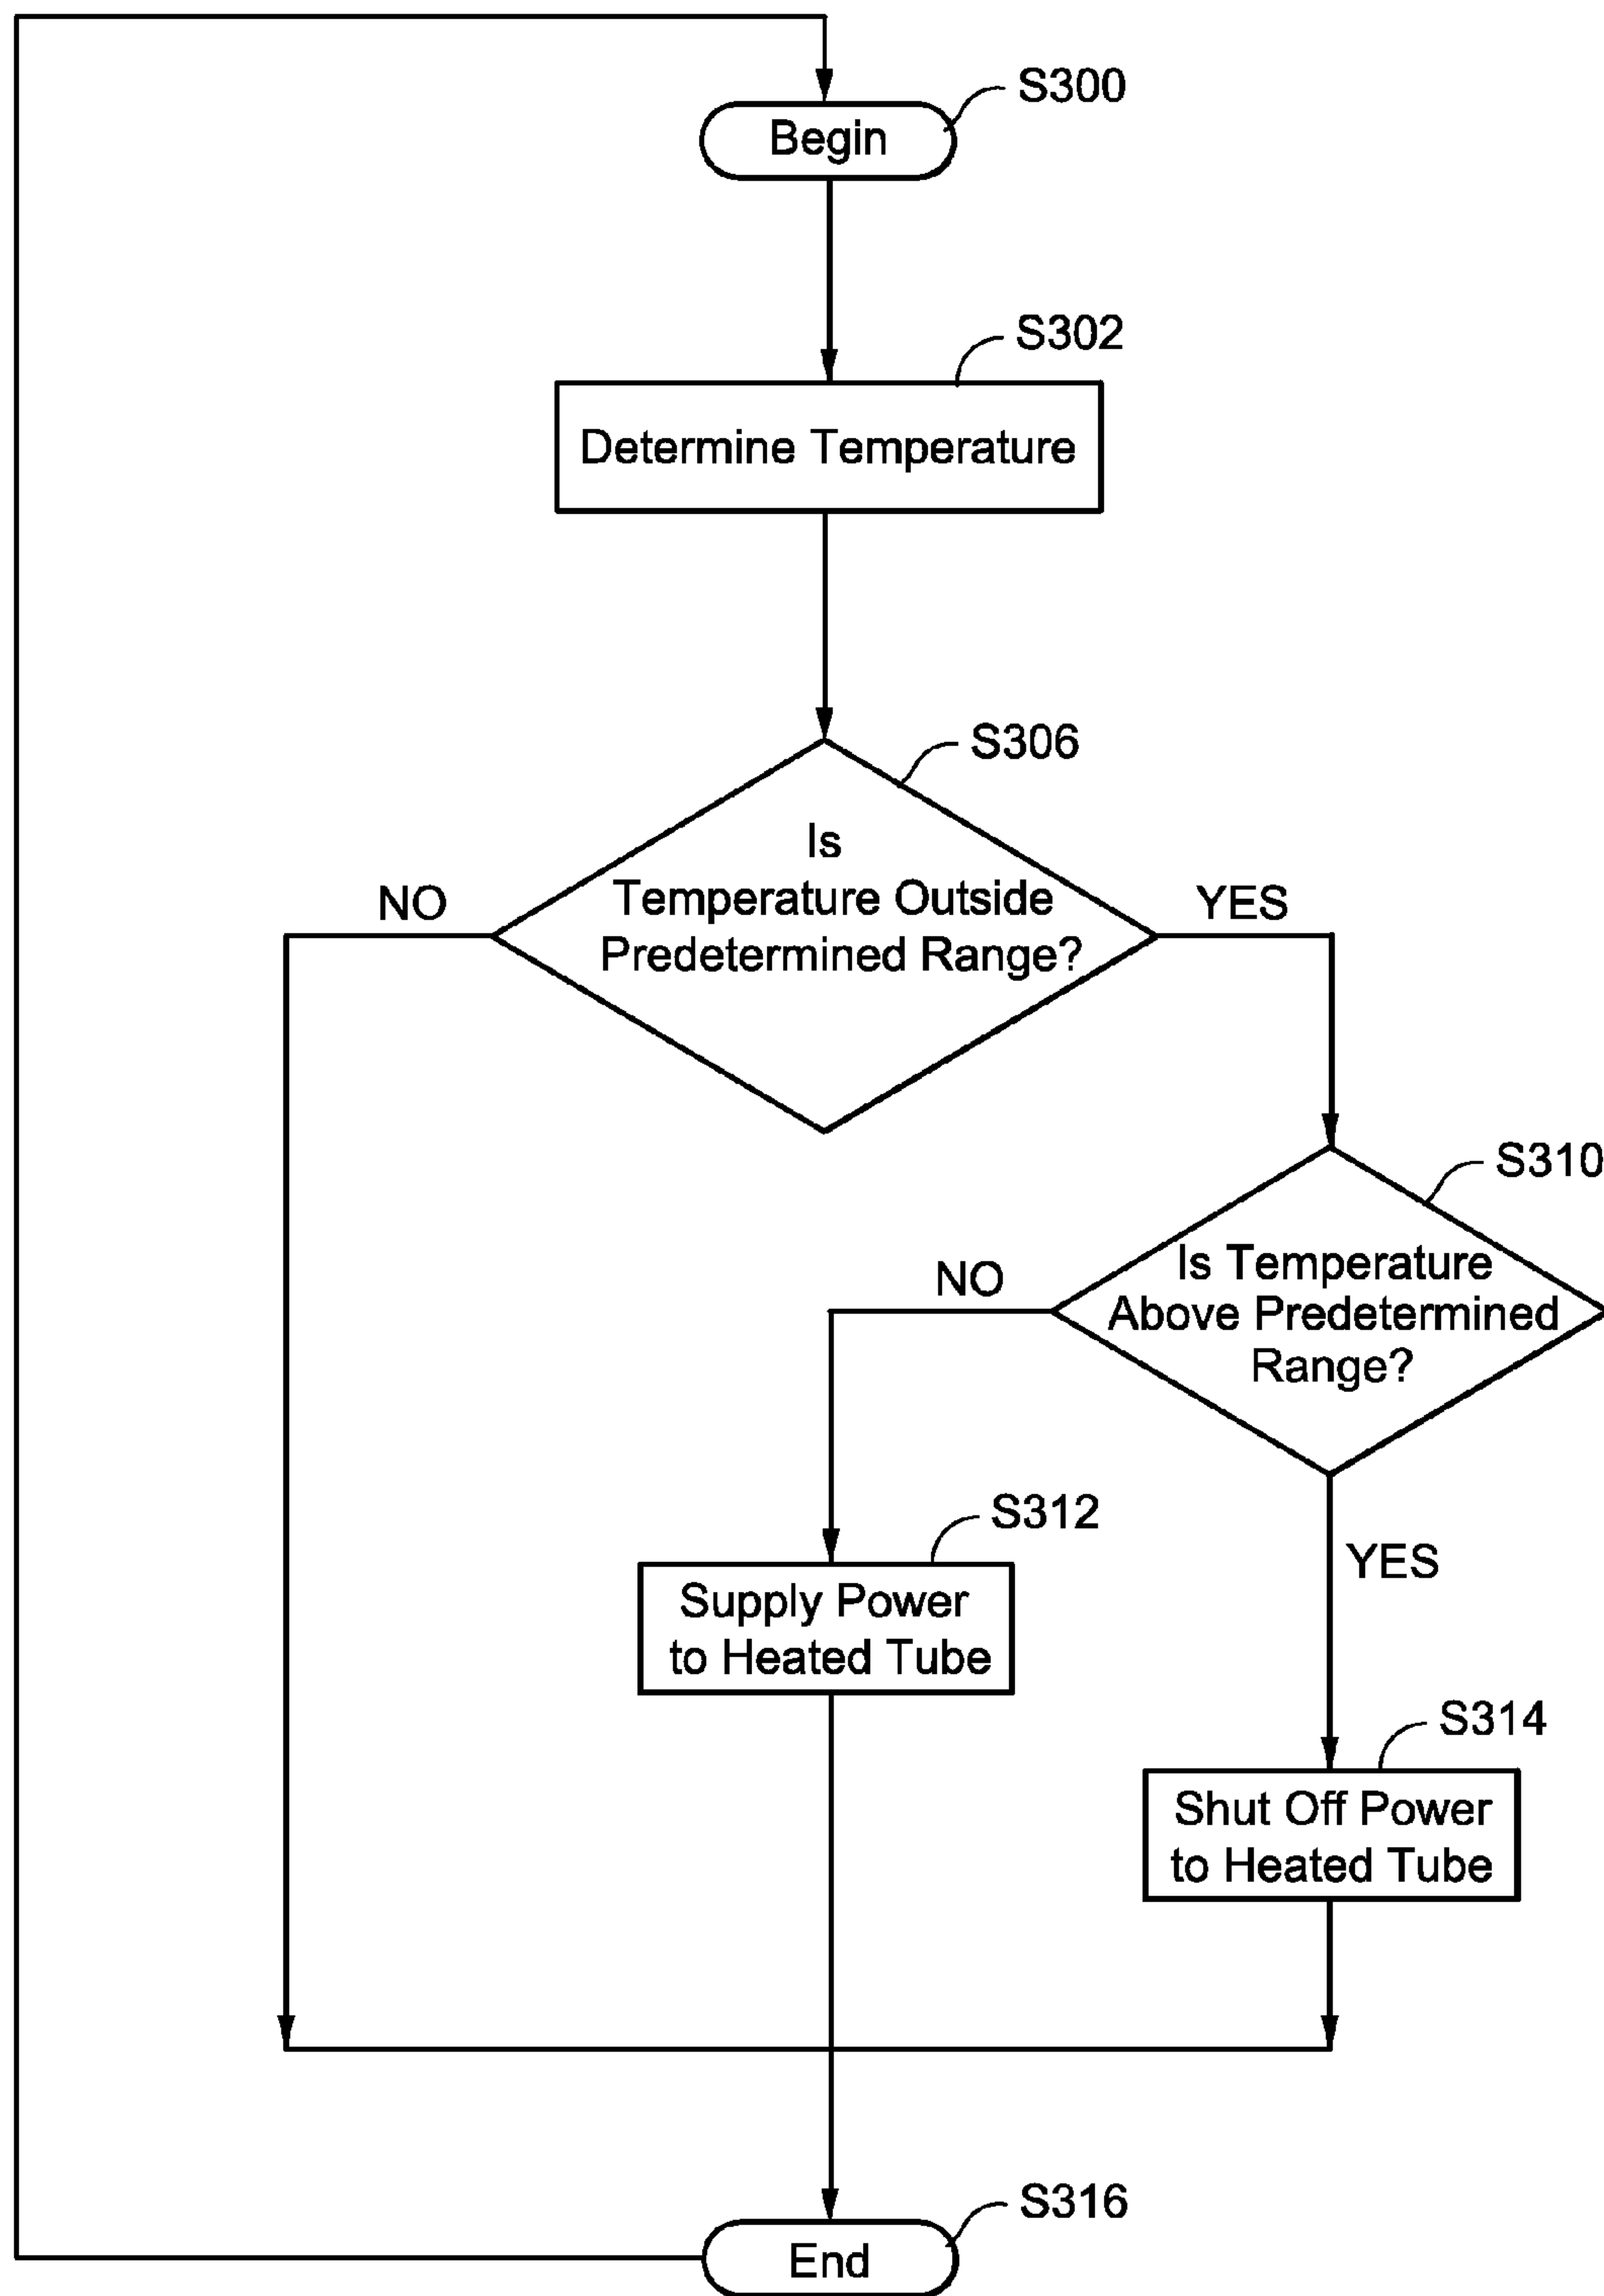 S300
Begin
S302
Determine Temperature
S306
Is
Temperature Outside
Predetermined Range?
NO
YES
S310
Is Temperature
Above Predetermined
Range?
NO
YES
S312
Supply Power
to Heated Tube
S314
Shut Off Power
to Heated Tube
S316
End